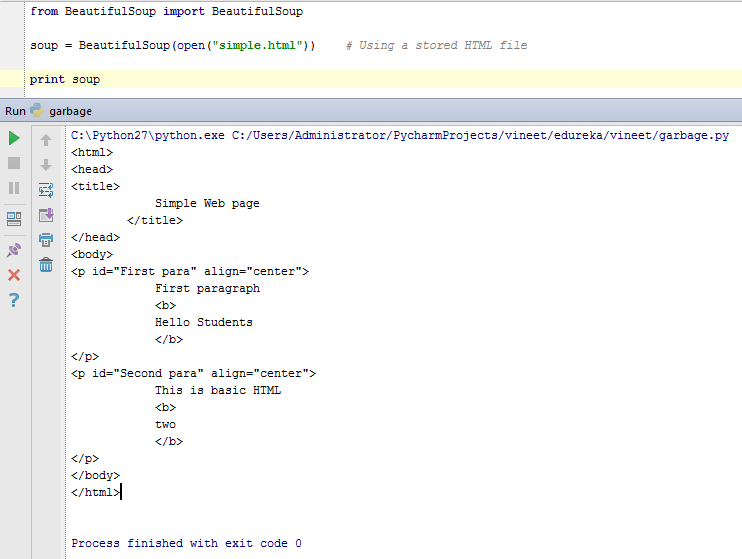 from BeautifulSoup import BeautifulSoup
soup = BeautifulSoup(open("simple.html"))    # Using a stored HTML file
print soup
Run garbage
C:\Python27\python.exe C:/Users/Administrator/PycharmProjects/vineet/edureka/vineet/garbage.py
<html>
<head>
<title>
            Simple Web page
        </title>
</head>
<body>
<p id="First para" align="center">
            First paragraph
            <b>
            Hello Students
            </b>
</p>
<p id="Second para" align="center">
            This is basic HTML
            <b>
            two
            </b>
</p>
</body>
</html>
Process finished with exit code 0